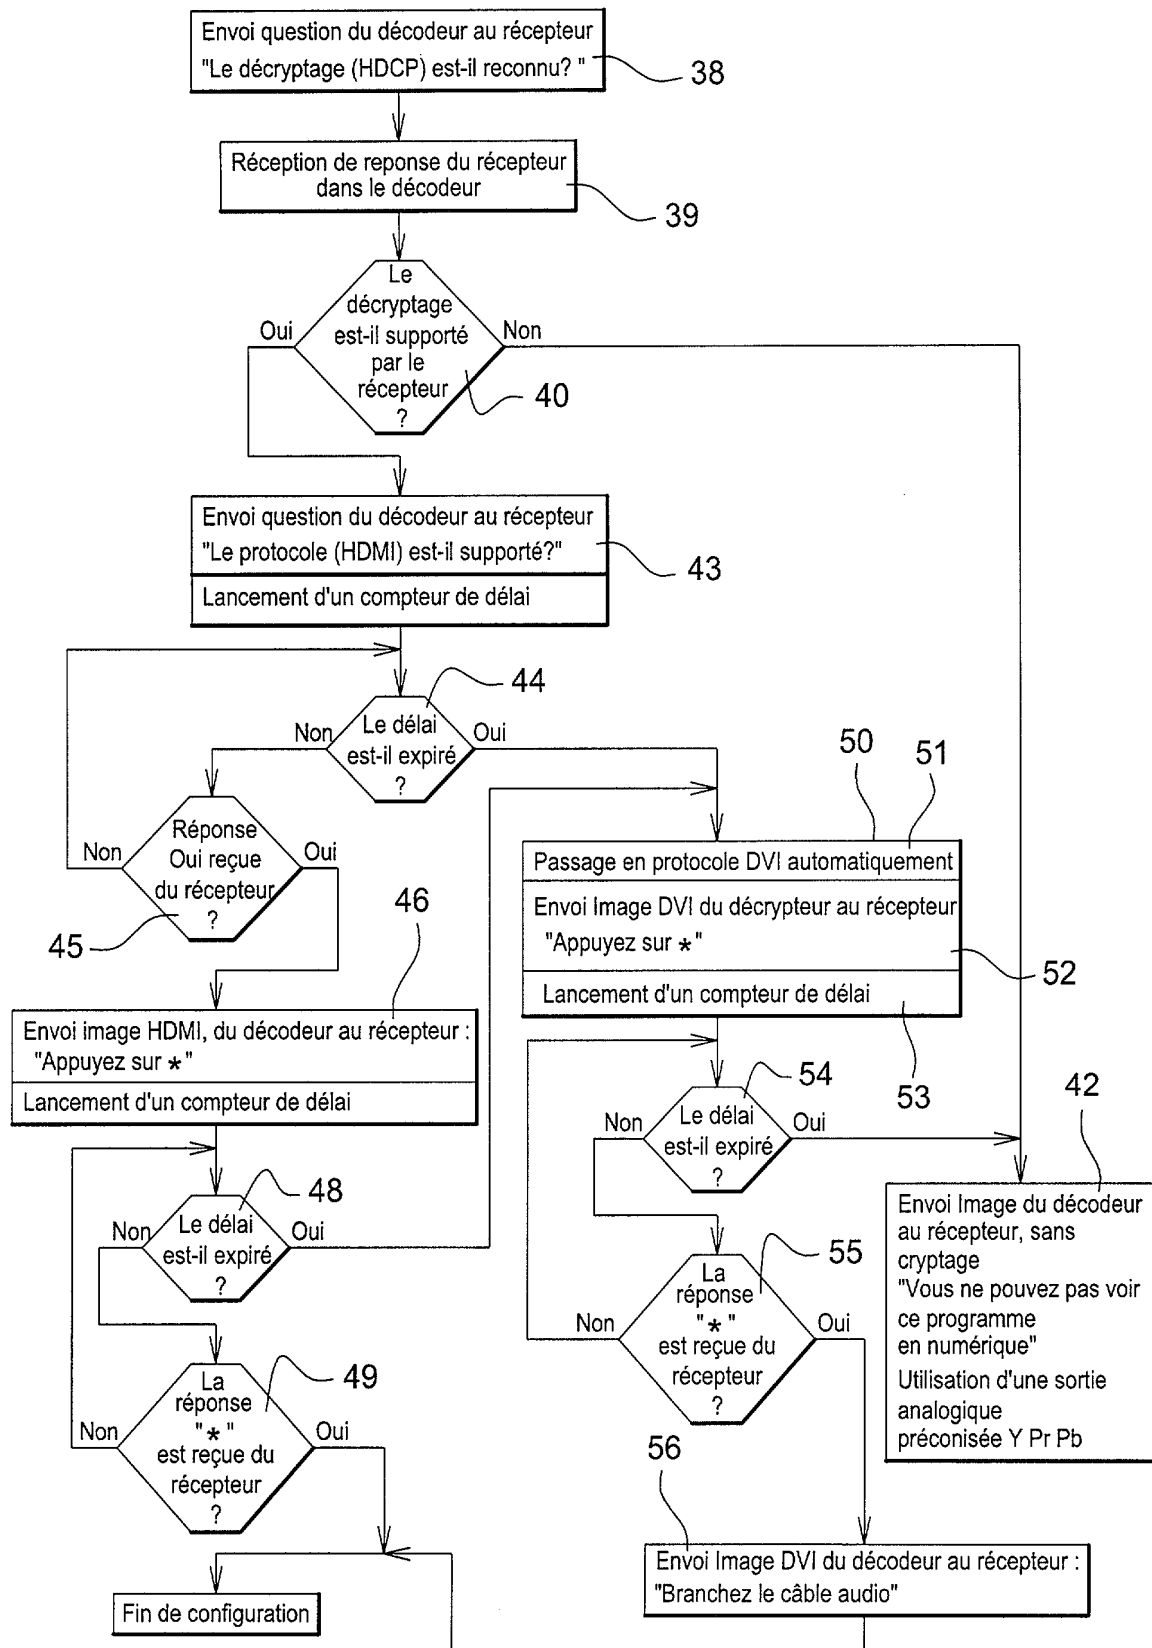 Envoi question du décodeur au récepteur
"Le décryptage (HDCP) est-il reconnu? "
38
Réception de reponse du récepteur
dans le décodeur
39
Le
décryptage
est-il supporté
par le
récepteur
?
Oui
Non
40
Envoi question du décodeur au récepteur
"Le protocole (HDMI) est-il supporté?"
43
Lancement d'un compteur de délai
44
Le délai
est-il expiré
?
Non
Oui
50
51
Réponse
Oui reçue
du récepteur
?
Non
Oui
45
46
Passage en protocole DVI automatiquement
Envoi Image DVI du décrypteur au récepteur
"Appuyez sur *"
52
Lancement d'un compteur de délai
53
Envoi image HDMI, du décodeur au récepteur :
"Appuyez sur *"
Lancement d'un compteur de délai
54
Le délai
est-il expiré
?
Non
Oui
42
48
Le délai
est-il expiré
?
Non
Oui
Envoi Image du décodeur
au récepteur, sans
cryptage
"Vous ne pouvez pas voir
ce programme
en numérique"
Utilisation d'une sortie
analogique
préconisée Y Pr Pb
55
La
réponse
"*"
est reçue du
récepteur
?
Non
Oui
49
La
réponse
"*"
est reçue du
récepteur
?
Non
Oui
56
Envoi Image DVI du décodeur au récepteur :
"Branchez le câble audio"
Fin de configuration